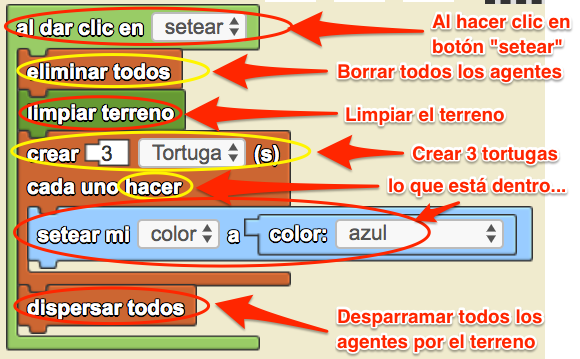 al dar clic en setear
Al hacer clic en
botón "setear"
eliminar todos
Borrar todos los agentes
limpiar terreno
Limpiar el terreno
crear 3 Tortuga (s)
Crear 3 tortugas
cada uno hacer
lo que está dentro...
setear mi color a color: azul
dispersar todos
Desparramar todos los
agentes por el terreno